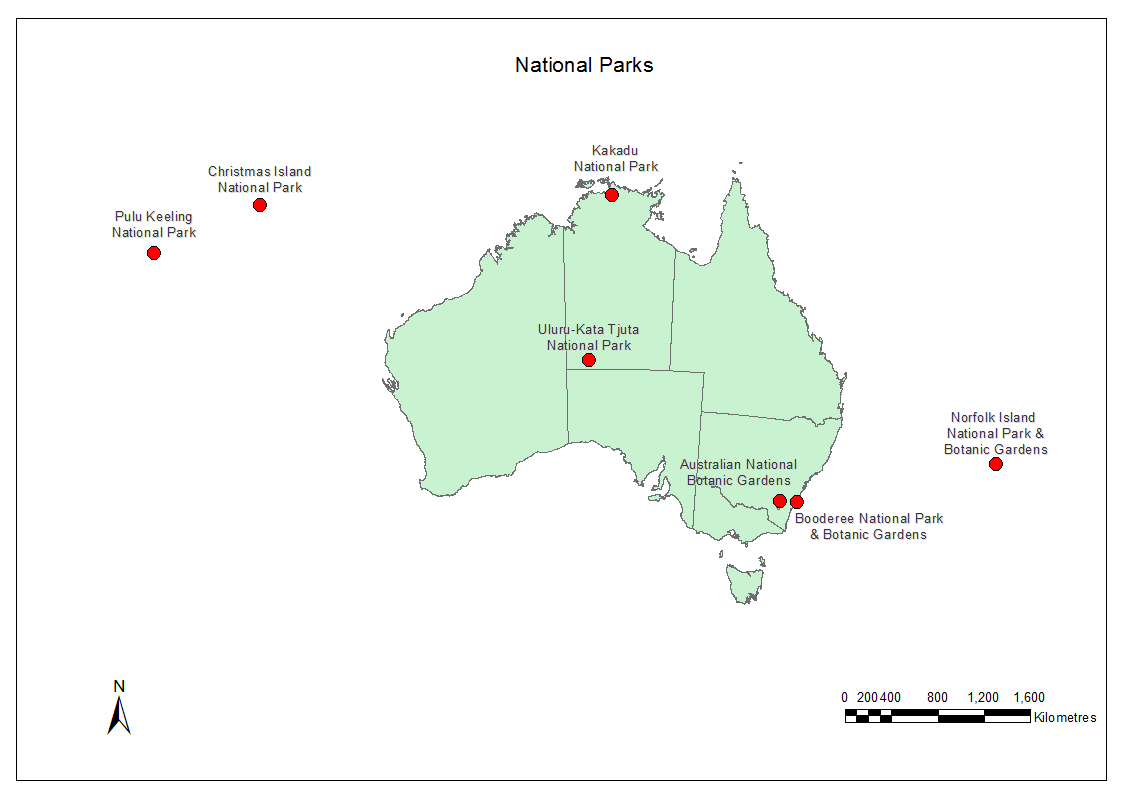 National Parks
Kakadu
National Park
Christmas Island
National Park
Pulu Keeling
National Park
Uluru-Kata Tjuta
National Park
Norfolk Island
National Park &
Botanic Gardens
Australian National
Botanic Gardens
Booderee National Park
& Botanic Gardens
N
0 200 400 800 1,200 1,600
Kilometres